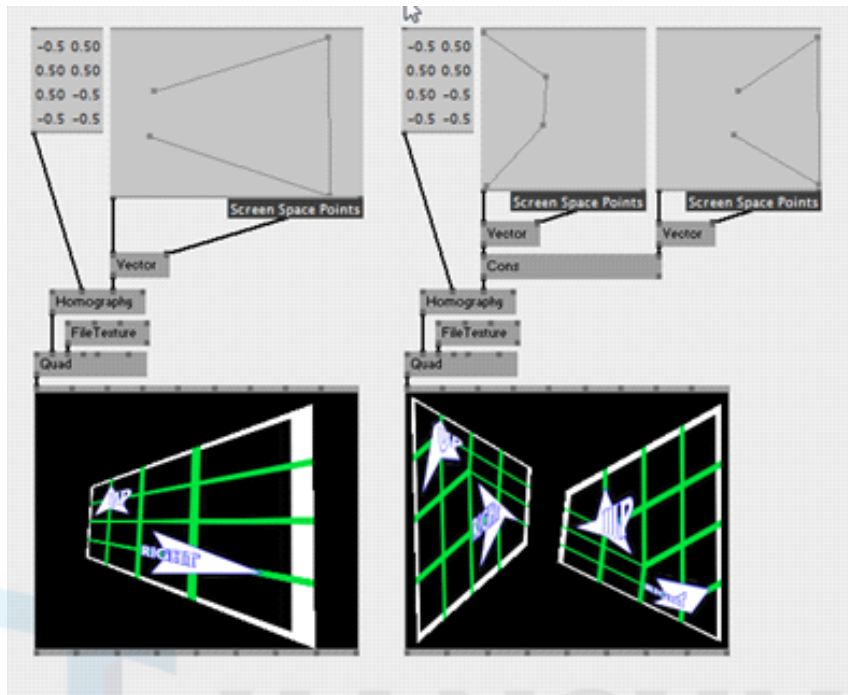 -0.5 0.50
0.50 0.50
0.50 -0.5
-0.5 -0.5
Screen Space Points
Vector
Homography
FileTexture
Quad
UP
RIGHT
-0.5 0.50
0.50 0.50
0.50 -0.5
-0.5 -0.5
Screen Space Points
Screen Space Points
Vector
Vector
Cons
Homography
FileTexture
Quad
UP